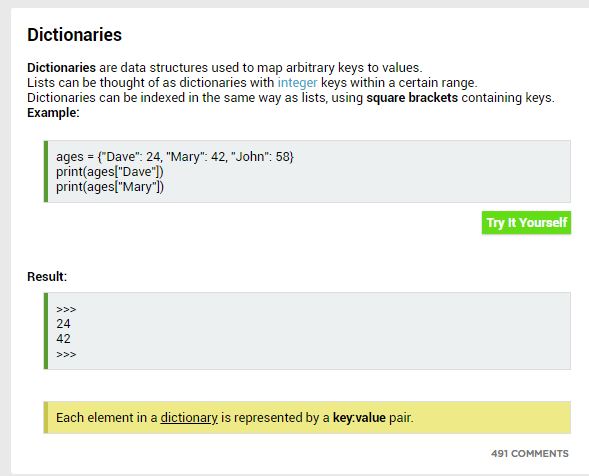 Dictionaries
Dictionaries are data structures used to map arbitrary keys to values.
Lists can be thought of as dictionaries with integer keys within a certain range.
Dictionaries can be indexed in the same way as lists, using square brackets containing keys.
Example:
ages = {"Dave": 24, "Mary": 42, "John": 58}
print(ages["Dave"])
print(ages["Mary"])
Try It Yourself
Result:
>>>
24
42
>>>
Each element in a dictionary is represented by a key:value pair.
491 COMMENTS